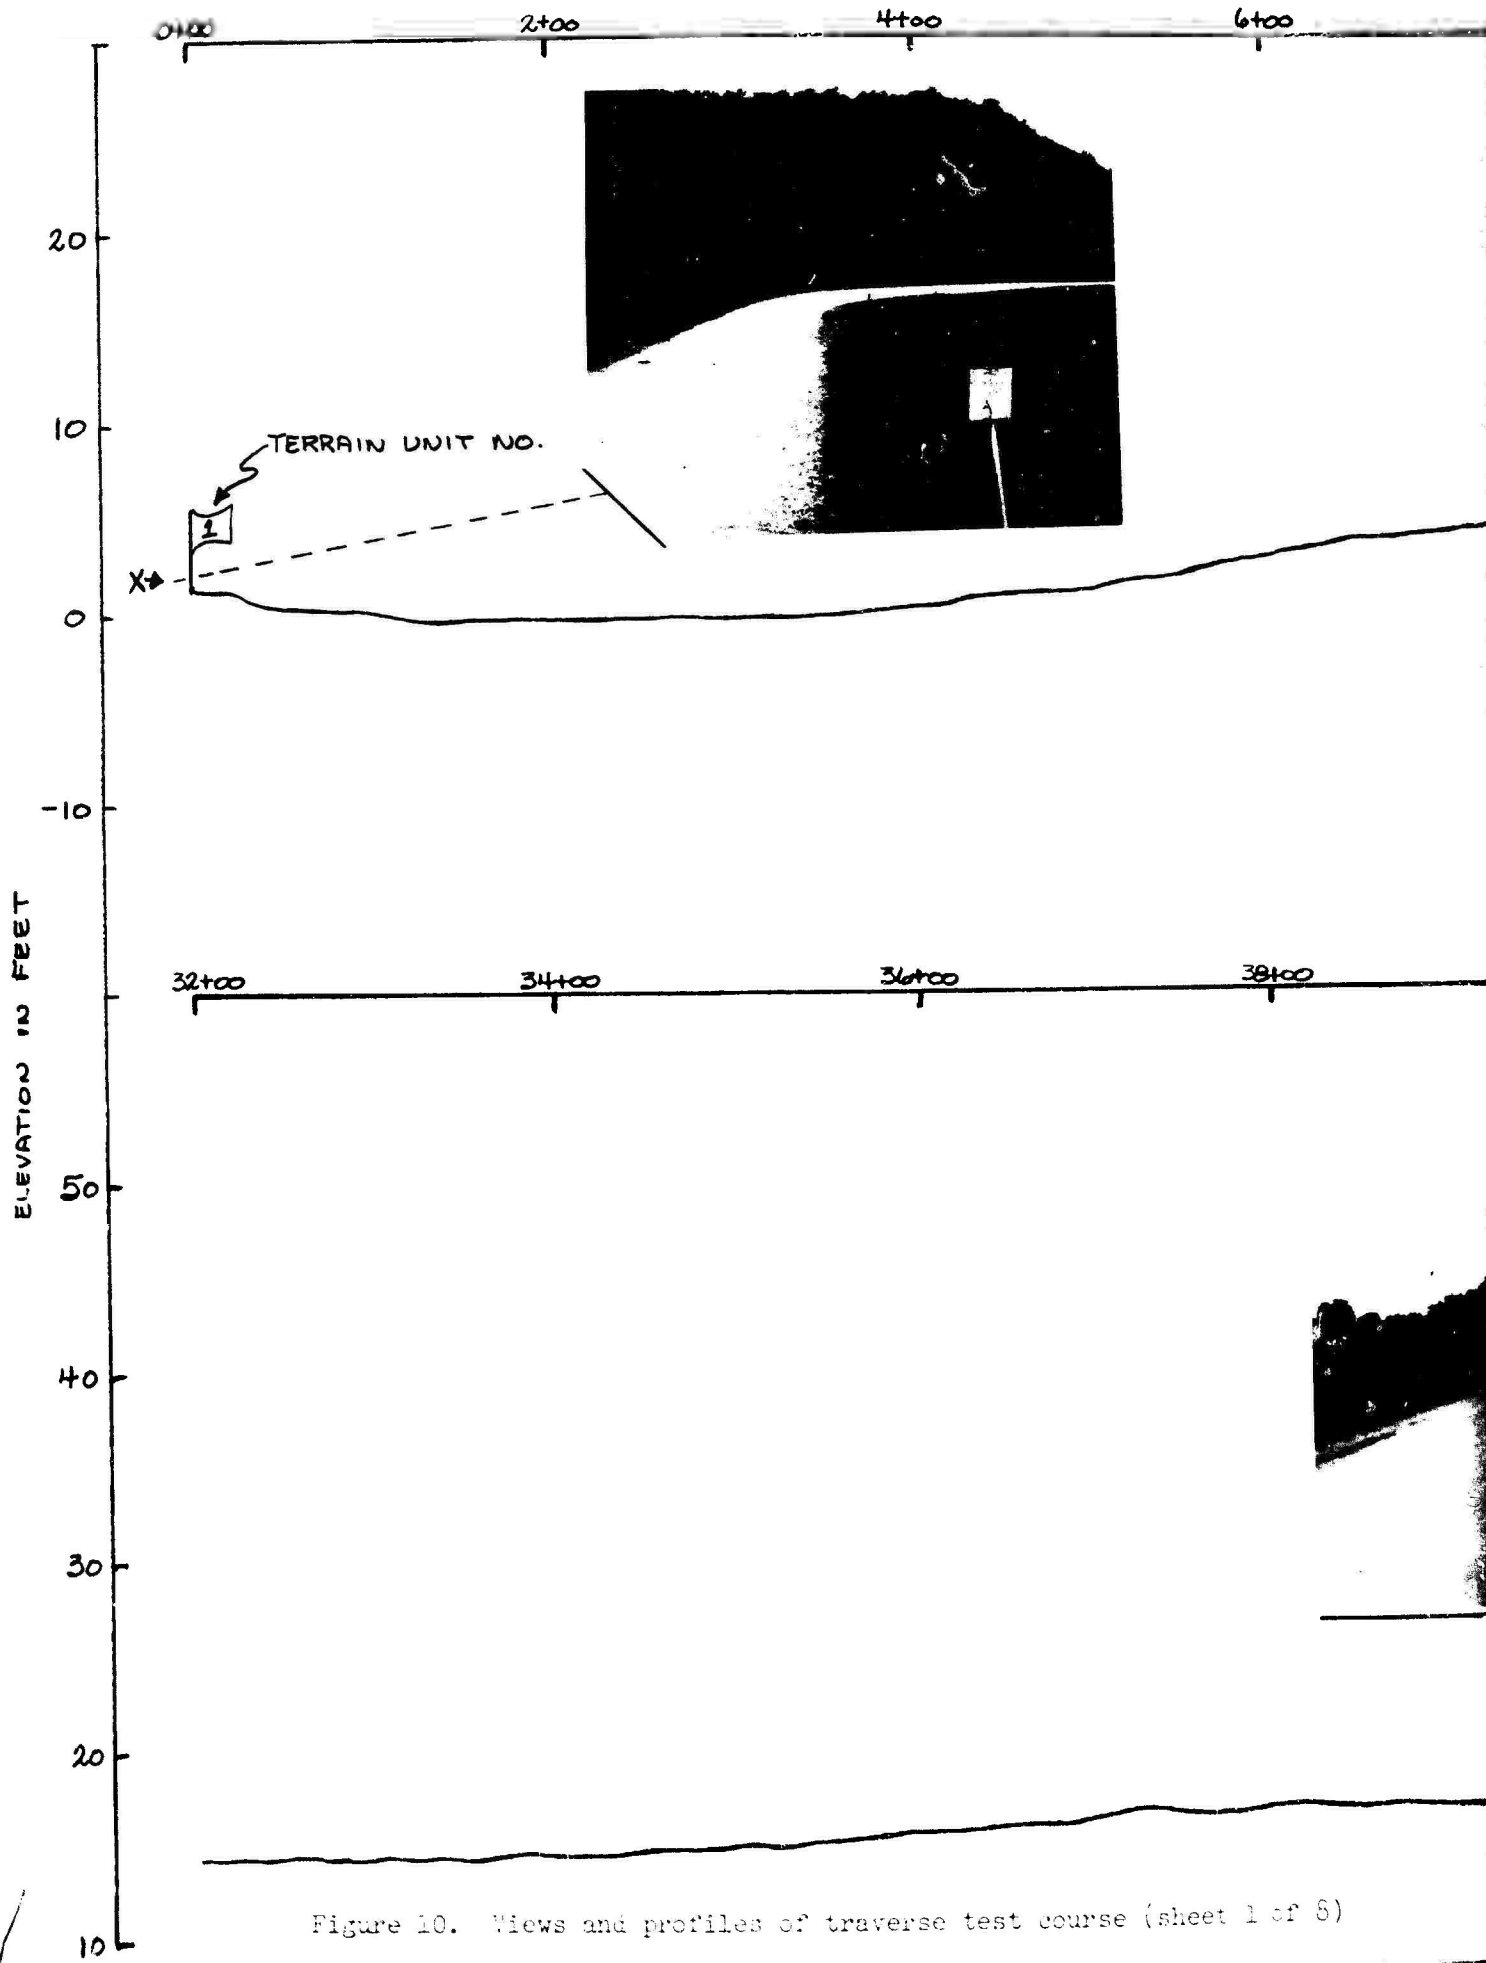 0+00 2+00 4+00 6+00
20
10
TERRAIN UNIT NO.
1
X
0
-10
ELEVATION IN FEET
32+00 34+00 36+00 38+00
50
40
30
20
10
A
Figure 10. Views and profiles of traverse test course (sheet 1 of 8)